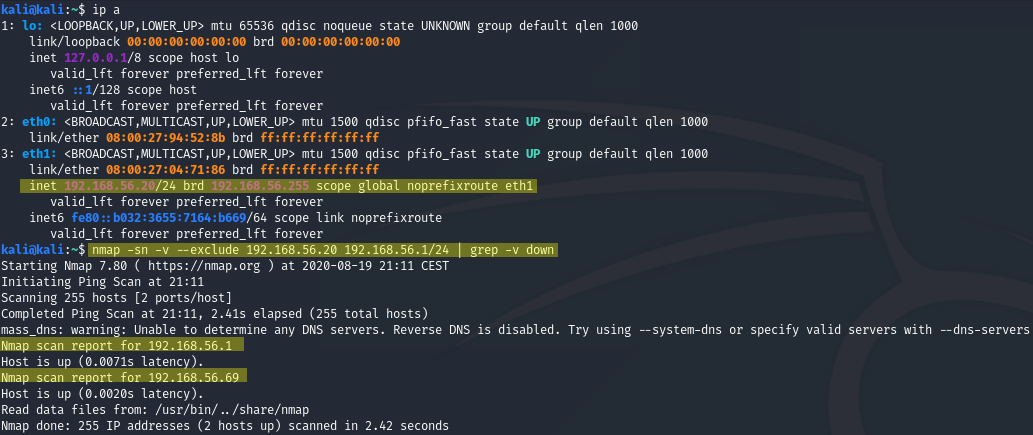 kali@kali:~$ ip a
1: lo: <LOOPBACK,UP,LOWER_UP> mtu 65536 qdisc noqueue state UNKNOWN group default qlen 1000
    link/loopback 00:00:00:00:00:00 brd 00:00:00:00:00:00
    inet 127.0.0.1/8 scope host lo
       valid_lft forever preferred_lft forever
    inet6 ::1/128 scope host
       valid_lft forever preferred_lft forever
2: eth0: <BROADCAST,MULTICAST,UP,LOWER_UP> mtu 1500 qdisc pfifo_fast state UP group default qlen 1000
    link/ether 08:00:27:94:52:8b brd ff:ff:ff:ff:ff:ff
3: eth1: <BROADCAST,MULTICAST,UP,LOWER_UP> mtu 1500 qdisc pfifo_fast state UP group default qlen 1000
    link/ether 08:00:27:04:71:86 brd ff:ff:ff:ff:ff:ff
    inet 192.168.56.20/24 brd 192.168.56.255 scope global noprefixroute eth1
       valid_lft forever preferred_lft forever
    inet6 fe80::b032:3655:7164:b669/64 scope link noprefixroute
       valid_lft forever preferred_lft forever
kali@kali:~$ nmap -sn -v --exclude 192.168.56.20 192.168.56.1/24 | grep -v down
Starting Nmap 7.80 ( https://nmap.org ) at 2020-08-19 21:11 CEST
Initiating Ping Scan at 21:11
Scanning 255 hosts [2 ports/host]
Completed Ping Scan at 21:11, 2.41s elapsed (255 total hosts)
mass_dns: warning: Unable to determine any DNS servers. Reverse DNS is disabled. Try using --system-dns or specify valid servers with --dns-servers
Nmap scan report for 192.168.56.1
Host is up (0.0071s latency).
Nmap scan report for 192.168.56.69
Host is up (0.0020s latency).
Read data files from: /usr/bin/../share/nmap
Nmap done: 255 IP addresses (2 hosts up) scanned in 2.42 seconds